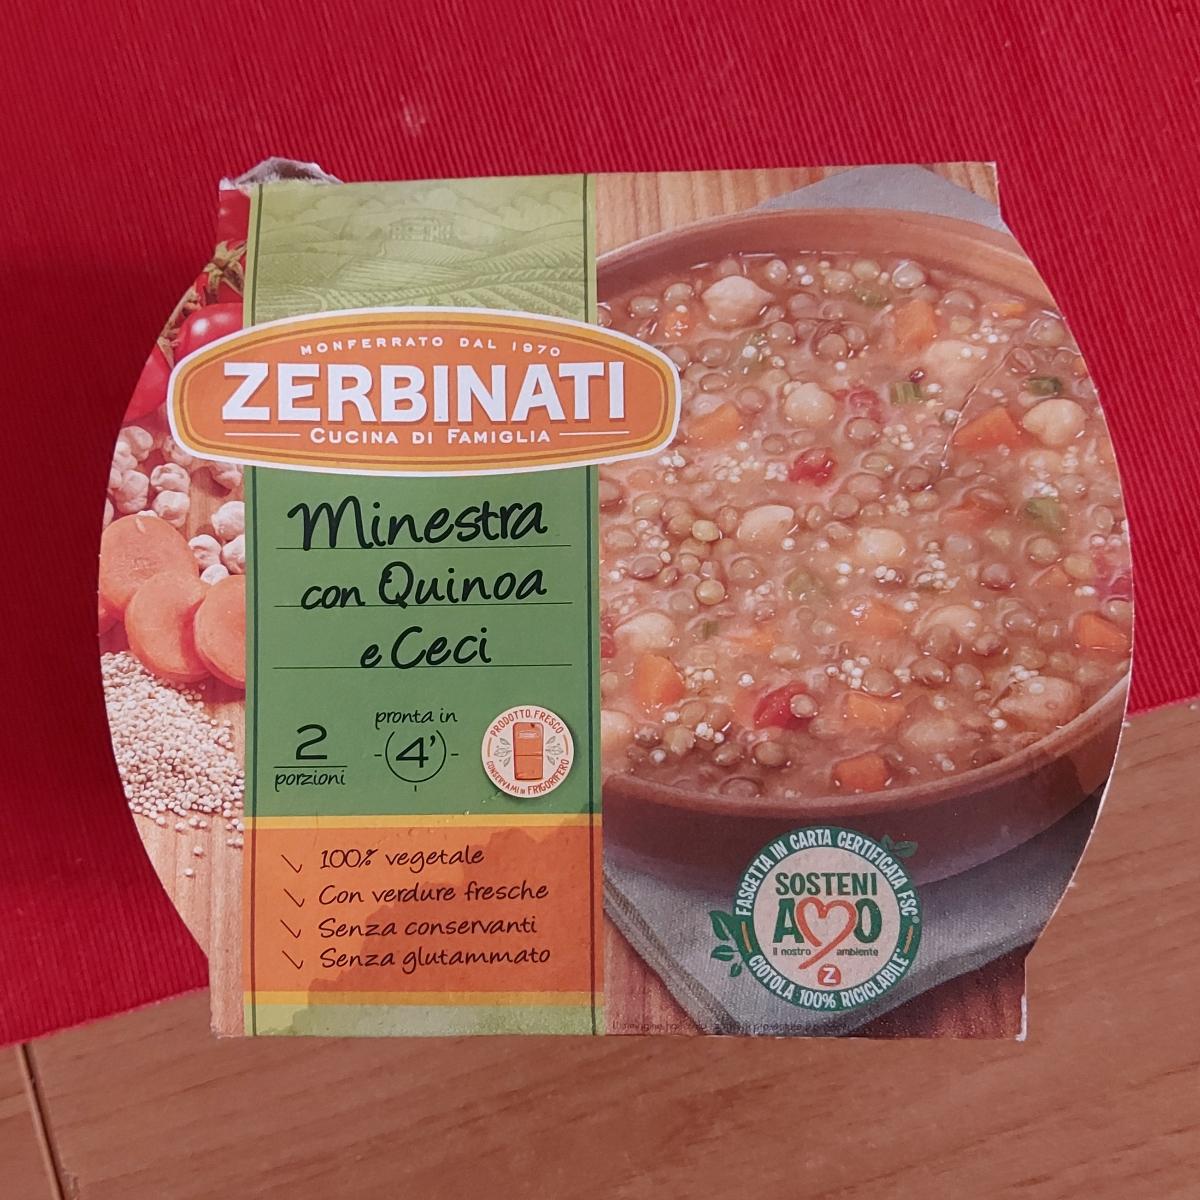 MONFERRATO DAL 1970
ZERBINATI
CUCINA DI FAMIGLIA
Minestra
con Quinoa
e Ceci
2
porzioni
pronta in
4'
PRODOTTO FRESCO
CONSERVAMI IN FRIGORIFERO
100% vegetale
Con verdure fresche
Senza conservanti
Senza glutammato
FASCETTA IN CARTA CERTIFICATA FSC®
SOSTENI
AMO
il nostro ambiente
Z
CIOTOLA 100% RICICLABILE